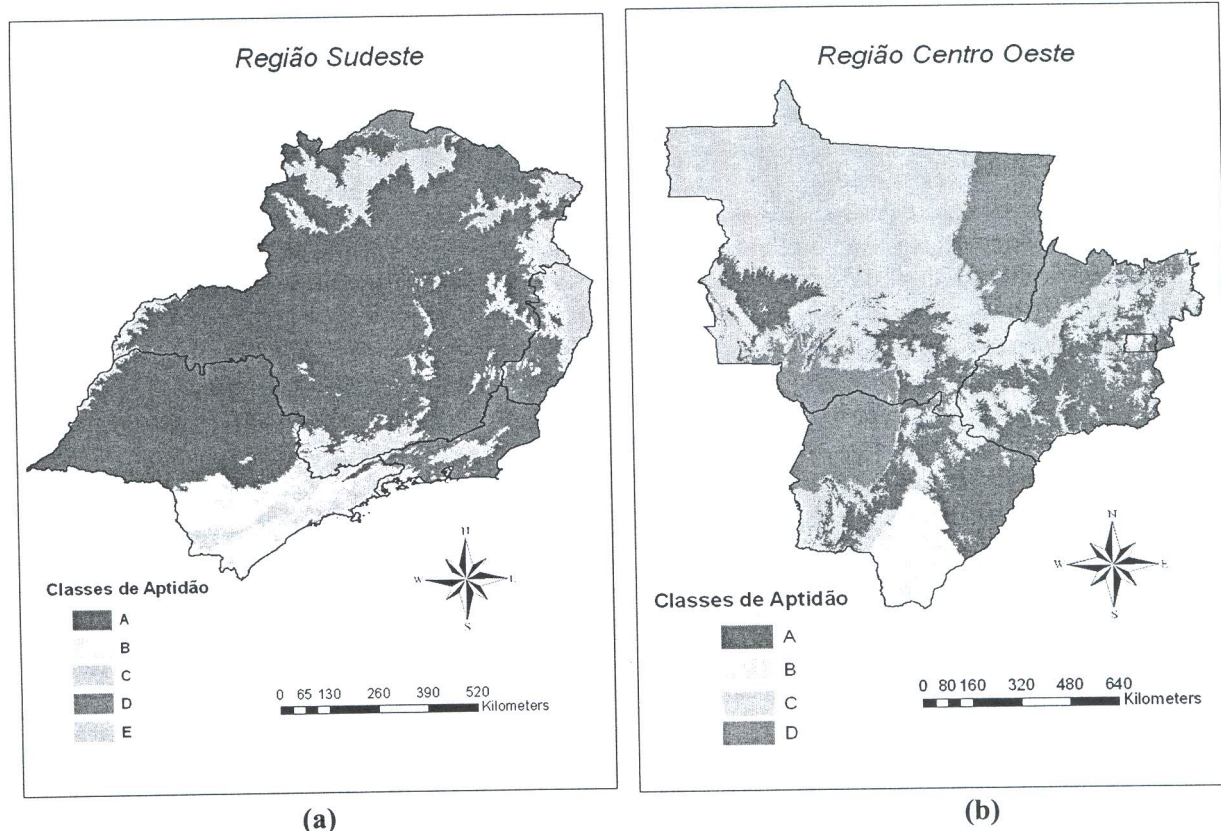 Região Sudeste
N
W
E
S
Classes de Aptidão
A
B
C
D
E
0 65 130 260 390 520
Kilometers
(a)
Região Centro Oeste
N
W
E
S
Classes de Aptidão
A
B
C
D
0 80 160 320 480 640
Kilometers
(b)